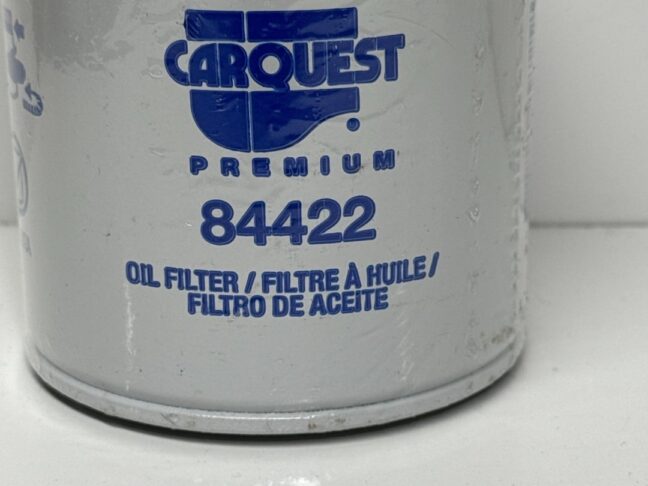 CARQUEST
PREMIUM
84422
OIL FILTER / FILTRE À HUILE /
FILTRO DE ACEITE